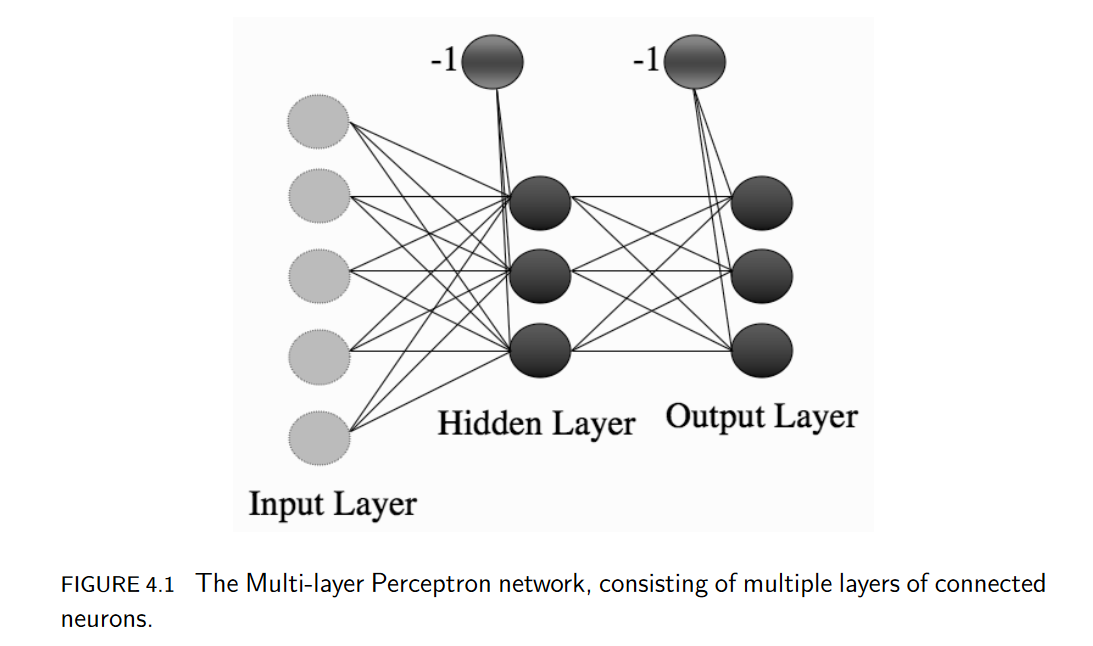 -1
-1
Hidden Layer
Output Layer
Input Layer
FIGURE 4.1 The Multi-layer Perceptron network, consisting of multiple layers of connected
neurons.